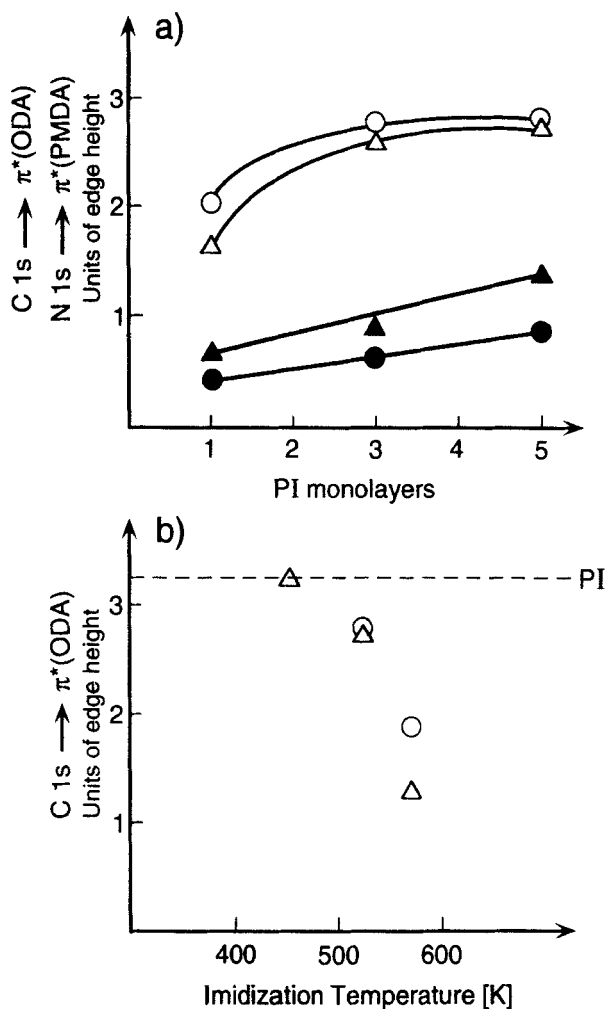 a)
C 1s ⟶ π*(ODA)
N 1s ⟶ π*(PMDA)
Units of edge height
3
2
1
1 2 3 4 5
PI monolayers
b)
C 1s ⟶ π*(ODA)
Units of edge height
PI
3
2
1
400 500 600
Imidization Temperature [K]